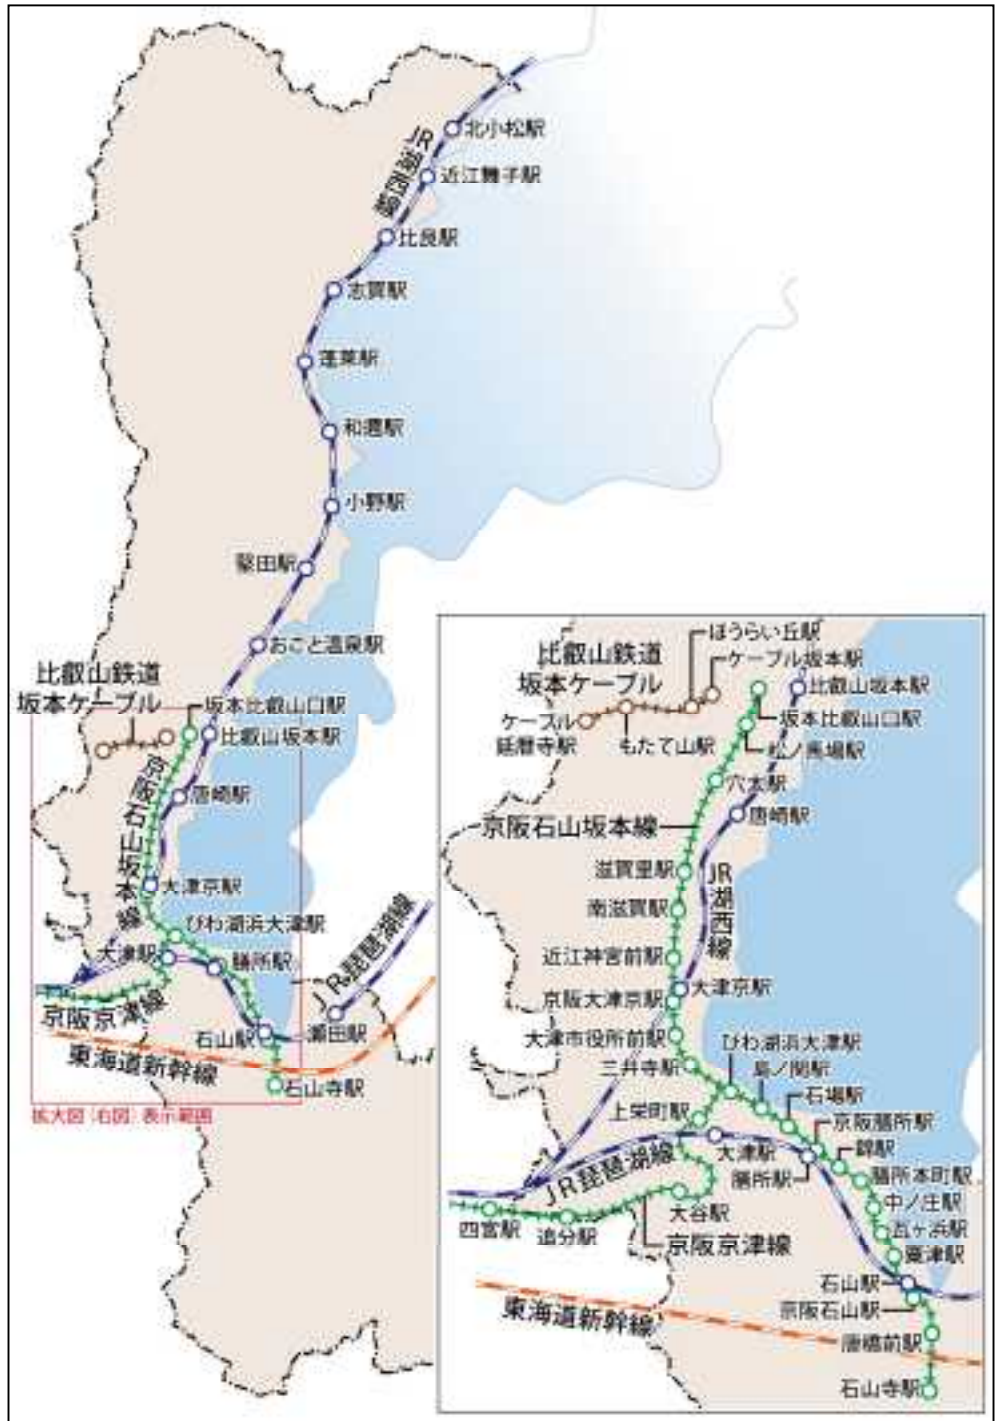 北小松駅
JR湖西線
近江舞子駅
比良駅
志賀駅
蓬莱駅
和邇駅
小野駅
堅田駅
おごと温泉駅
比叡山鉄道
坂本ケーブル
坂本比叡山口駅
比叡山坂本駅
唐崎駅
京阪石山坂本線
大津京駅
びわ湖浜大津駅
大津駅
膳所駅
JR琵琶湖線
京阪京津線
石山駅
瀬田駅
東海道新幹線
石山寺駅
拡大図（右図）表示範囲
ほうらい丘駅
比叡山鉄道
坂本ケーブル
ケーブル坂本駅
比叡山坂本駅
ケーブル
延暦寺駅
もたて山駅
坂本比叡山口駅
松ノ馬場駅
穴太駅
唐崎駅
京阪石山坂本線
滋賀里駅
JR湖西線
南滋賀駅
近江神宮前駅
大津京駅
京阪大津京駅
大津市役所前駅
三井寺駅
びわ湖浜大津駅
島ノ関駅
石場駅
上栄町駅
京阪膳所駅
大津駅
錦駅
膳所駅
膳所本町駅
JR琵琶湖線
中ノ庄駅
大谷駅
瓦ヶ浜駅
四宮駅
追分駅
京阪京津線
粟津駅
石山駅
京阪石山駅
東海道新幹線
唐橋前駅
石山寺駅